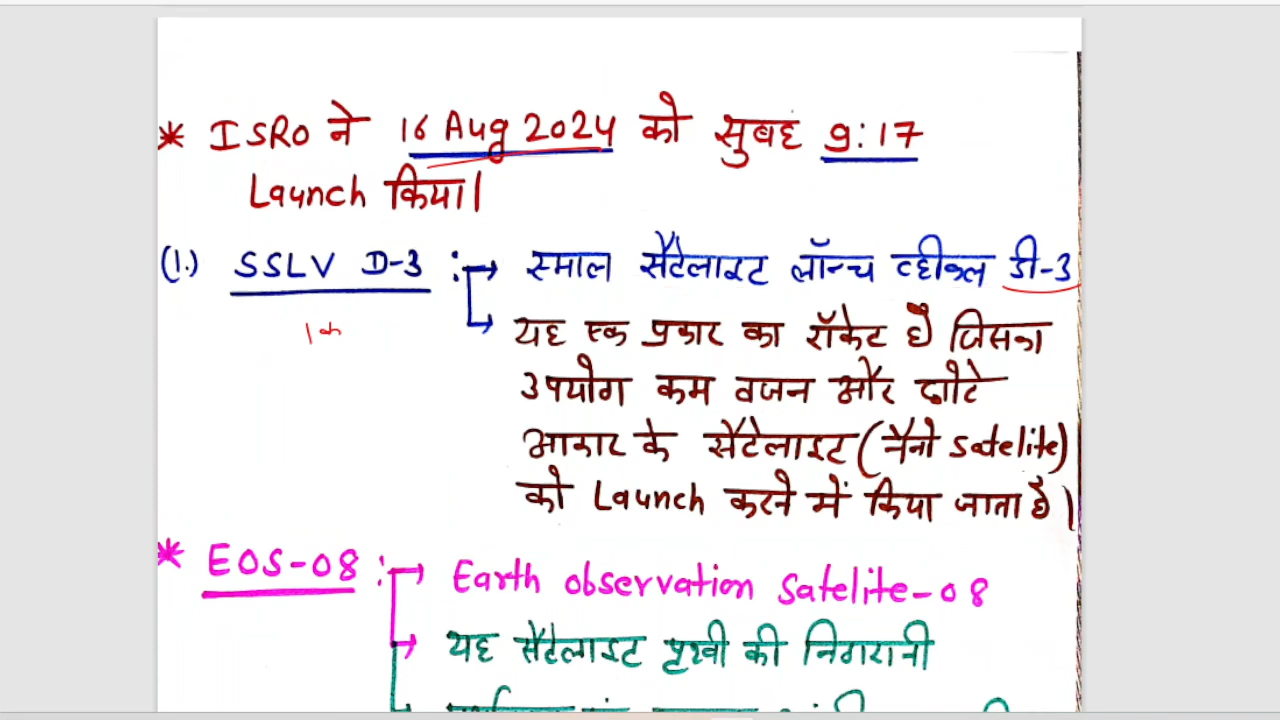 * ISRO ने 16 Aug 2024 को सुबह 9:17
Launch किया।
(1.) SSLV D-3 :→ स्माल सैटेलाइट लॉन्च व्हीकल डी-3
→ यह एक प्रकार का रॉकेट है जिसका
उपयोग कम वजन और छोटे
आकार के सैटेलाइट (नैनो Satelite)
को Launch करने में किया जाता है।
* EOS-08 :→ Earth observation Satelite-08
→ यह सैटेलाइट पृथ्वी की निगरानी